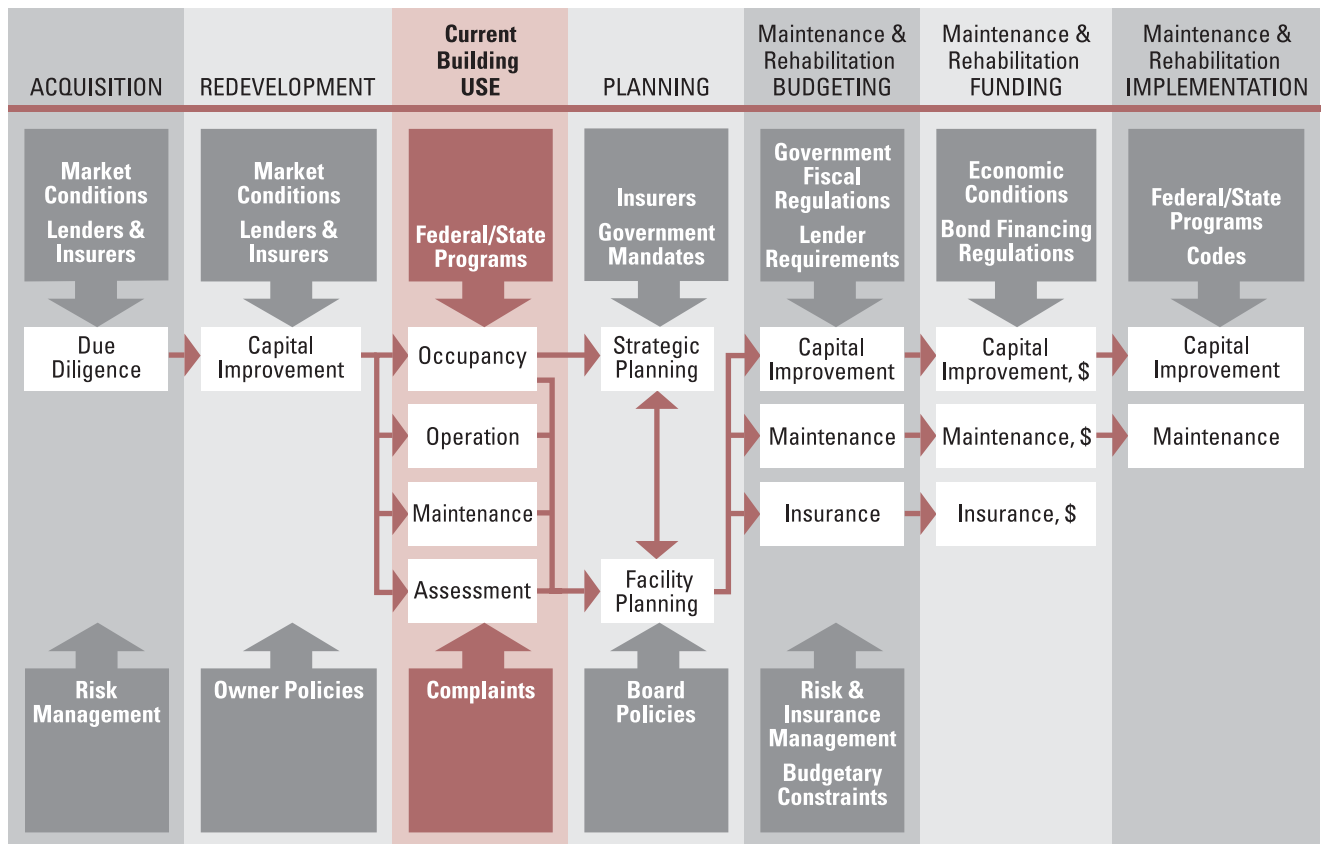 ACQUISITION
REDEVELOPMENT
Current
Building
USE
PLANNING
Maintenance &
Rehabilitation
BUDGETING
Maintenance &
Rehabilitation
FUNDING
Maintenance &
Rehabilitation
IMPLEMENTATION
Market
Conditions
Lenders &
Insurers
Market
Conditions
Lenders &
Insurers
Federal/State
Programs
Insurers
Government
Mandates
Government
Fiscal
Regulations
Lender
Requirements
Economic
Conditions
Bond Financing
Regulations
Federal/State
Programs
Codes
Due
Diligence
Capital
Improvement
Occupancy
Operation
Maintenance
Assessment
Strategic
Planning
Facility
Planning
Capital
Improvement
Maintenance
Insurance
Capital
Improvement, $
Maintenance, $
Insurance, $
Capital
Improvement
Maintenance
Risk
Management
Owner Policies
Complaints
Board
Policies
Risk &
Insurance
Management
Budgetary
Constraints